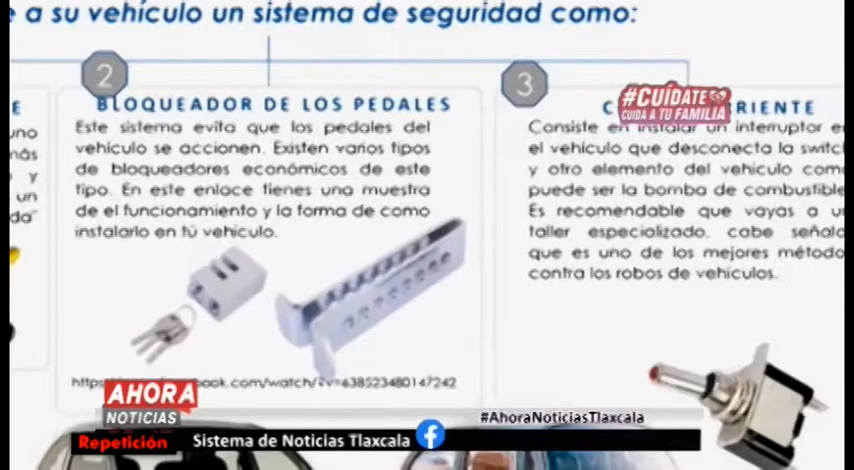 a su vehículo un sistema de seguridad como:
2
BLOQUEADOR DE LOS PEDALES
Este sistema evita que los pedales del
vehículo se accionen. Existen varios tipos
de bloqueadores económicos de este
tipo. En este enlace tienes una muestra
de el funcionamiento y la forma de como
instalarlo en tú vehículo.
3
#CUÍDATE
CUIDA A TU FAMILIA
Consiste en instalar un interruptor
el vehículo que desconecta la
y otro elemento del vehículo
puede ser la bomba de combustible
Es recomendable que vayas a
taller especializado, cabe
que es uno de los mejores
contra los robos de vehículos.
un
y
AHORA
NOTICIAS
#AhoraNoticiasTlaxcala
Repetición
Sistema de Noticias Tlaxcala